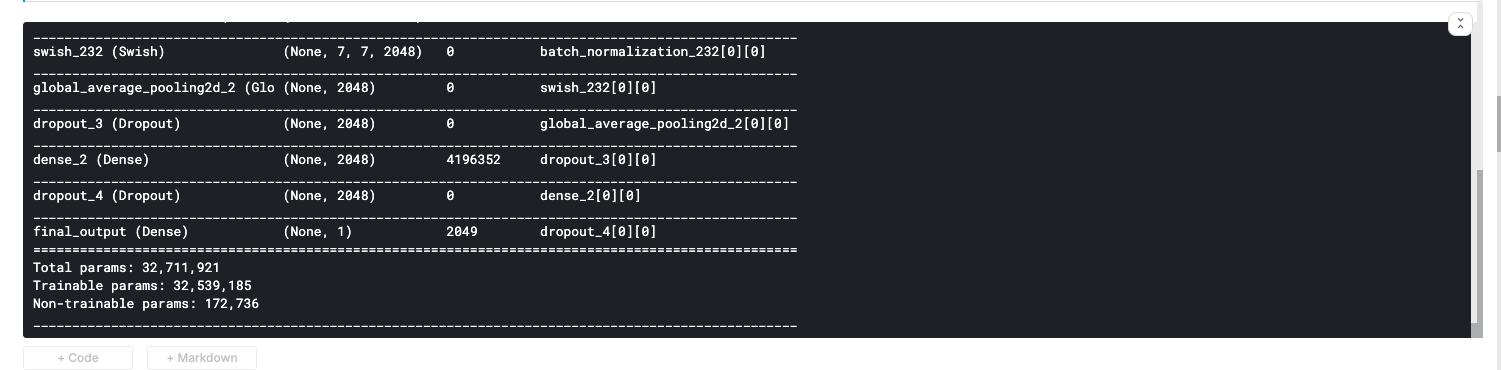 swish_232 (Swish) (None, 7, 7, 2048) 0 batch_normalization_232[0][0]
global_average_pooling2d_2 (Glo (None, 2048) 0 swish_232[0][0]
dropout_3 (Dropout) (None, 2048) 0 global_average_pooling2d_2[0][0]
dense_2 (Dense) (None, 2048) 4196352 dropout_3[0][0]
dropout_4 (Dropout) (None, 2048) 0 dense_2[0][0]
final_output (Dense) (None, 1) 2049 dropout_4[0][0]
Total params: 32,711,921
Trainable params: 32,539,185
Non-trainable params: 172,736
+ Code + Markdown